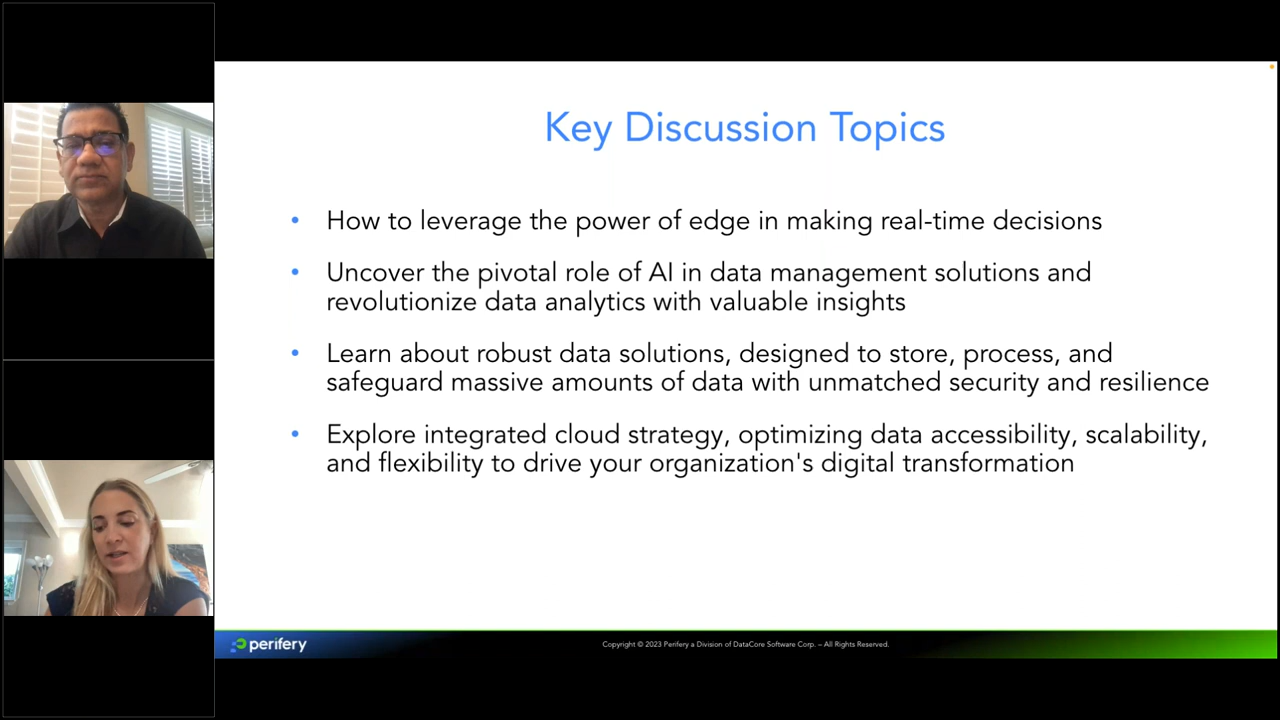 Key Discussion Topics
• How to leverage the power of edge in making real-time decisions
• Uncover the pivotal role of AI in data management solutions and
revolutionize data analytics with valuable insights
• Learn about robust data solutions, designed to store, process, and
safeguard massive amounts of data with unmatched security and resilience
• Explore integrated cloud strategy, optimizing data accessibility, scalability,
and flexibility to drive your organization's digital transformation
perifery
Copyright © 2023 Perifery a Division of DataCore Software Corp. – All Rights Reserved.